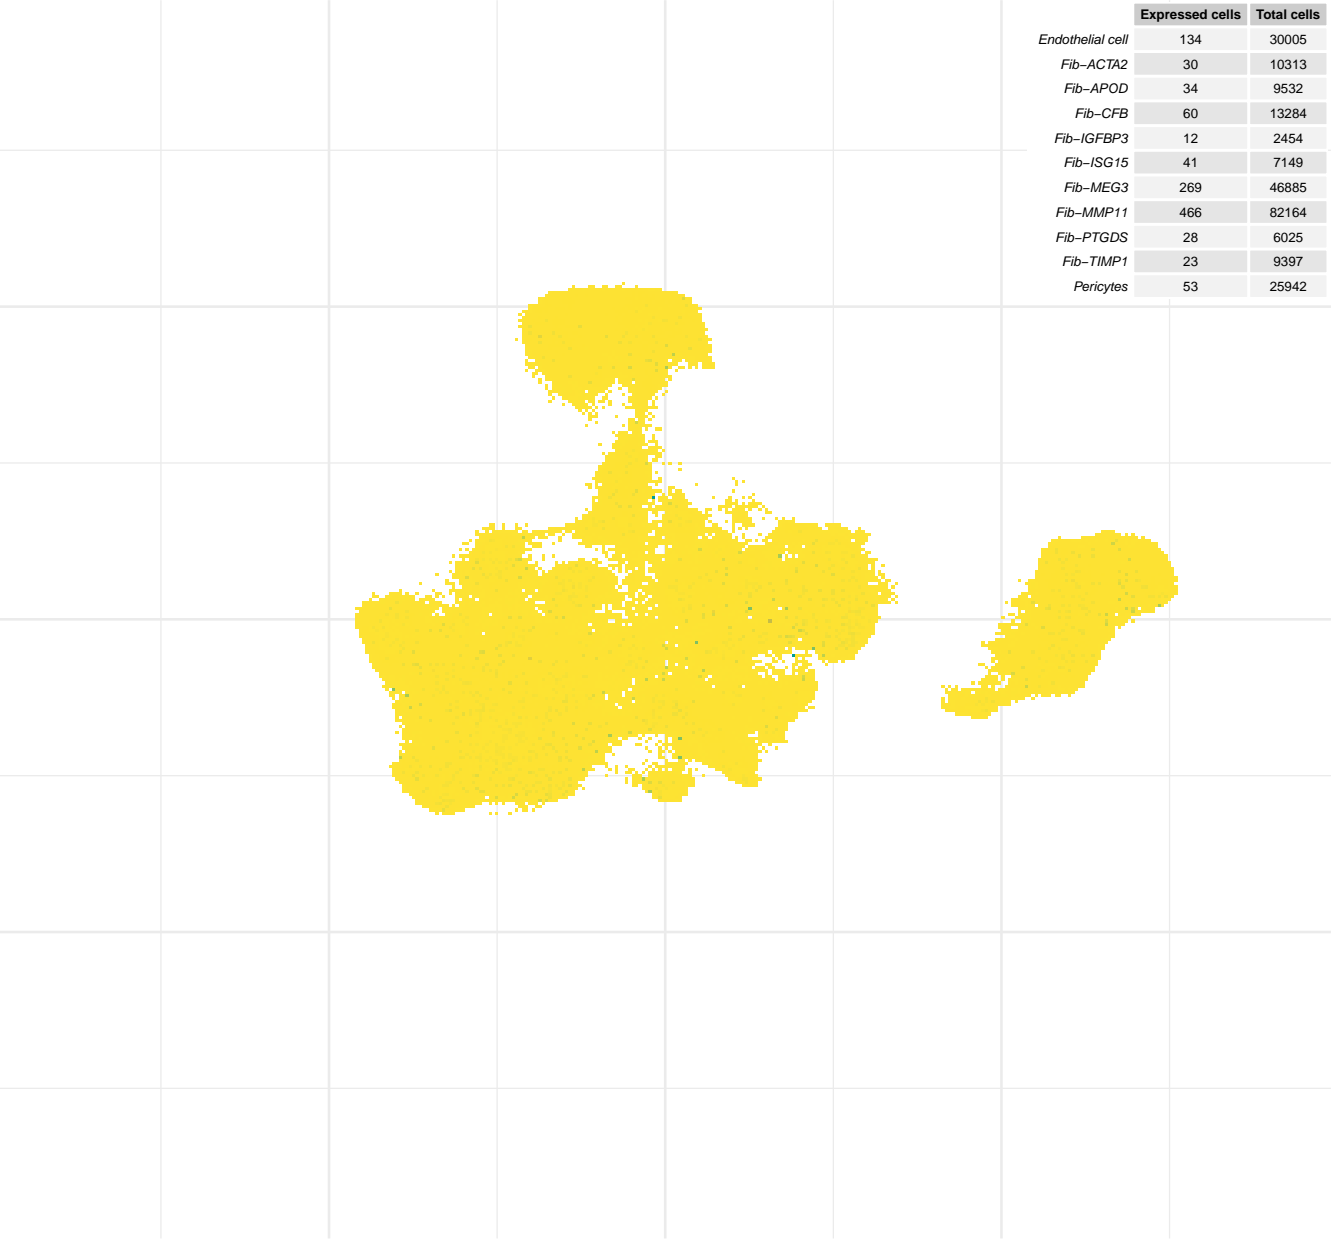 Expressed cells Total cells
Endothelial cell 134 30005
Fib−ACTA2 30 10313
Fib−APOD 34 9532
Fib−CFB 60 13284
Fib−IGFBP3 12 2454
Fib−ISG15 41 7149
Fib−MEG3 269 46885
Fib−MMP11 466 82164
Fib−PTGDS 28 6025
Fib−TIMP1 23 9397
Pericytes 53 25942